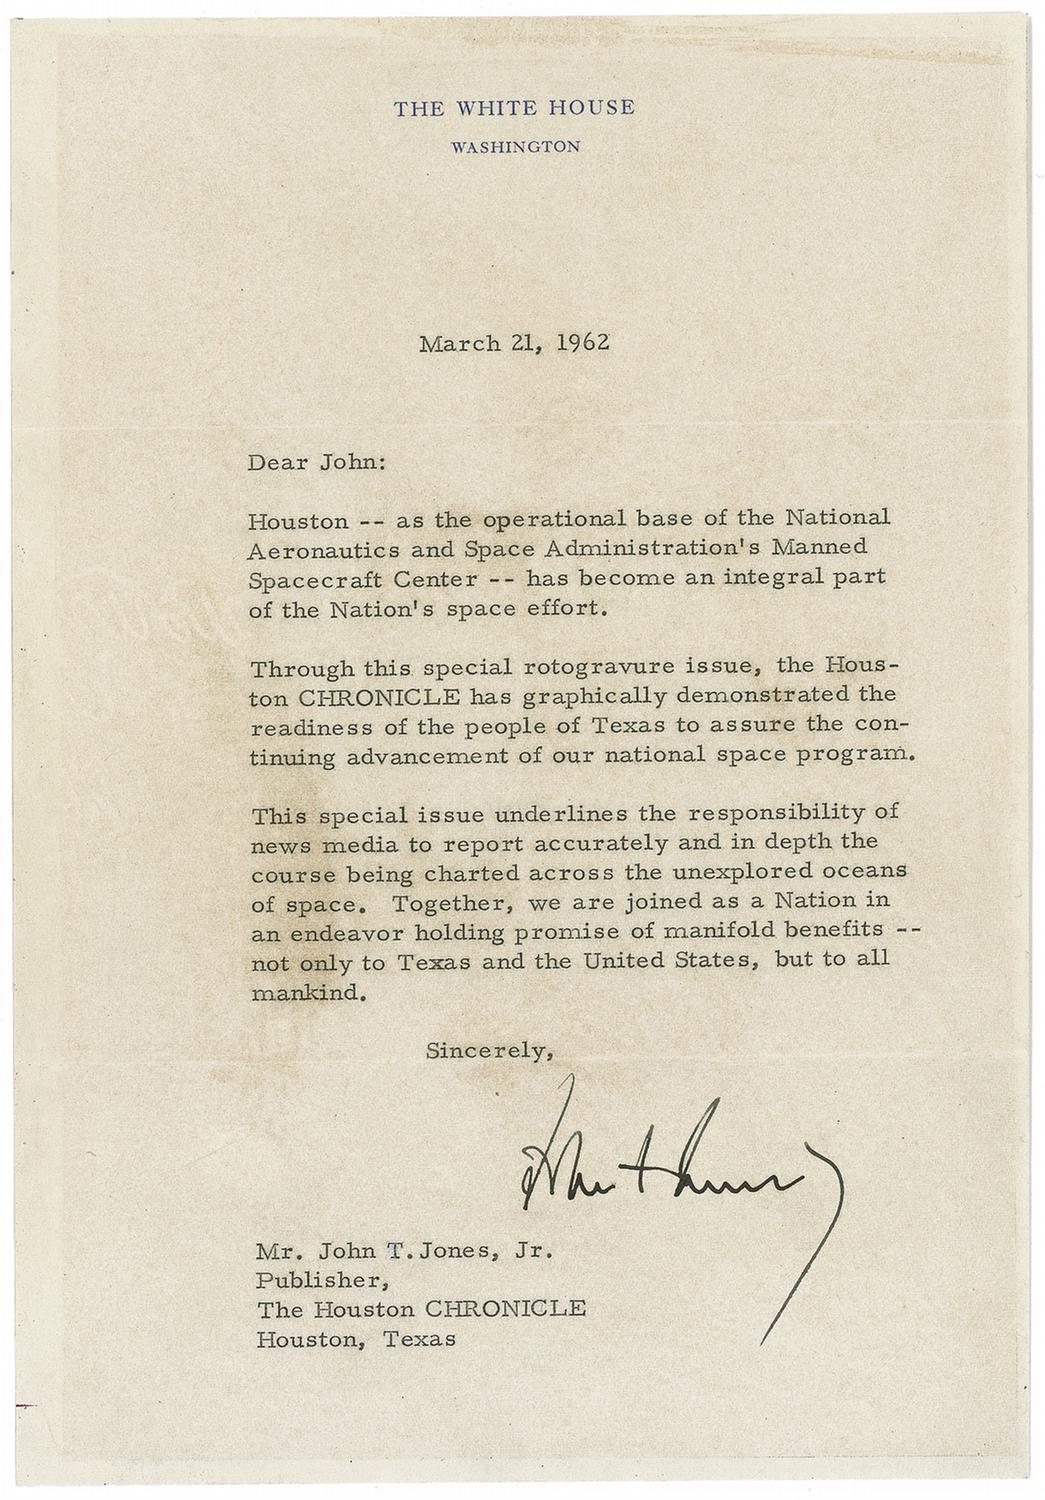 THE WHITE HOUSE
WASHINGTON
March 21, 1962
Dear John:
Houston -- as the operational base of the National
Aeronautics and Space Administration's Manned
Spacecraft Center -- has become an integral part
of the Nation's space effort.
Through this special rotogravure issue, the Hous-
ton CHRONICLE has graphically demonstrated the
readiness of the people of Texas to assure the con-
tinuing advancement of our national space program.
This special issue underlines the responsibility of
news media to report accurately and in depth the
course being charted across the unexplored oceans
of space. Together, we are joined as a Nation in
an endeavor holding promise of manifold benefits --
not only to Texas and the United States, but to all
mankind.
Sincerely,
Mr. John T. Jones, Jr.
Publisher,
The Houston CHRONICLE
Houston, Texas